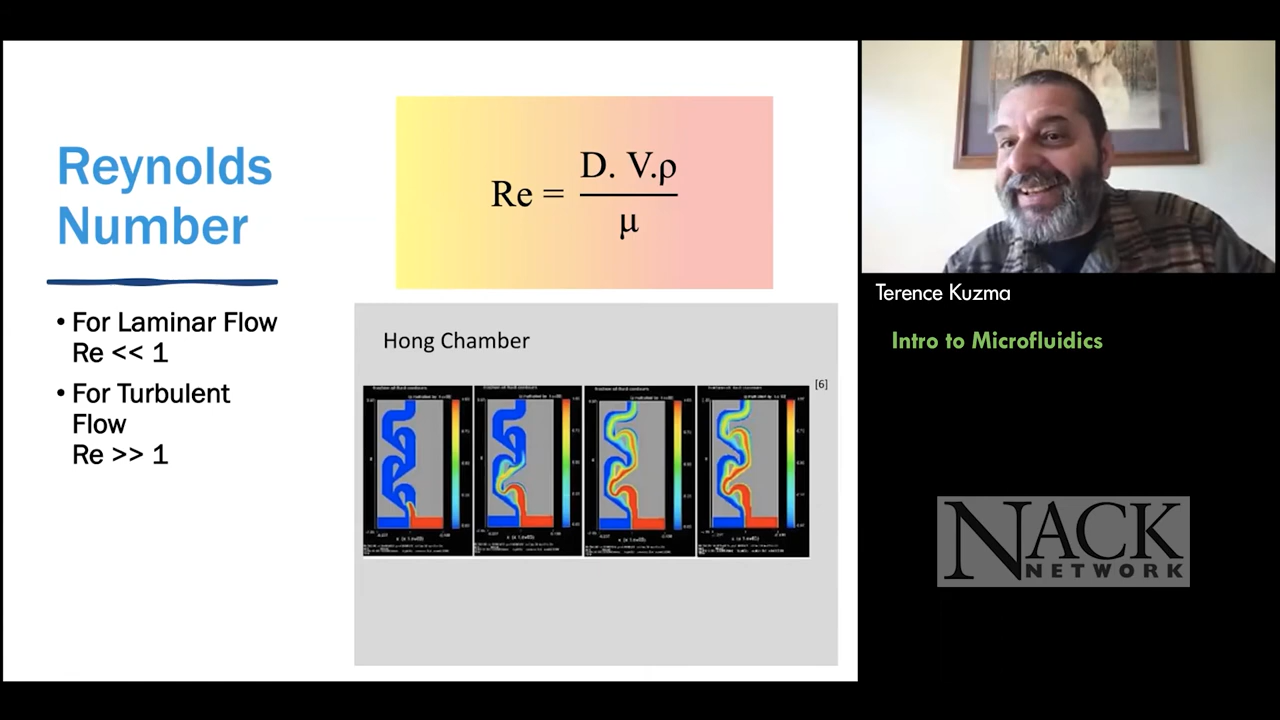 Reynolds
Number
• For Laminar Flow
Re << 1
• For Turbulent
Flow
Re >> 1
Re = D. V.ρ
μ
Hong Chamber
[6]
Terence Kuzma
Intro to Microfluidics
NACK
NETWORK